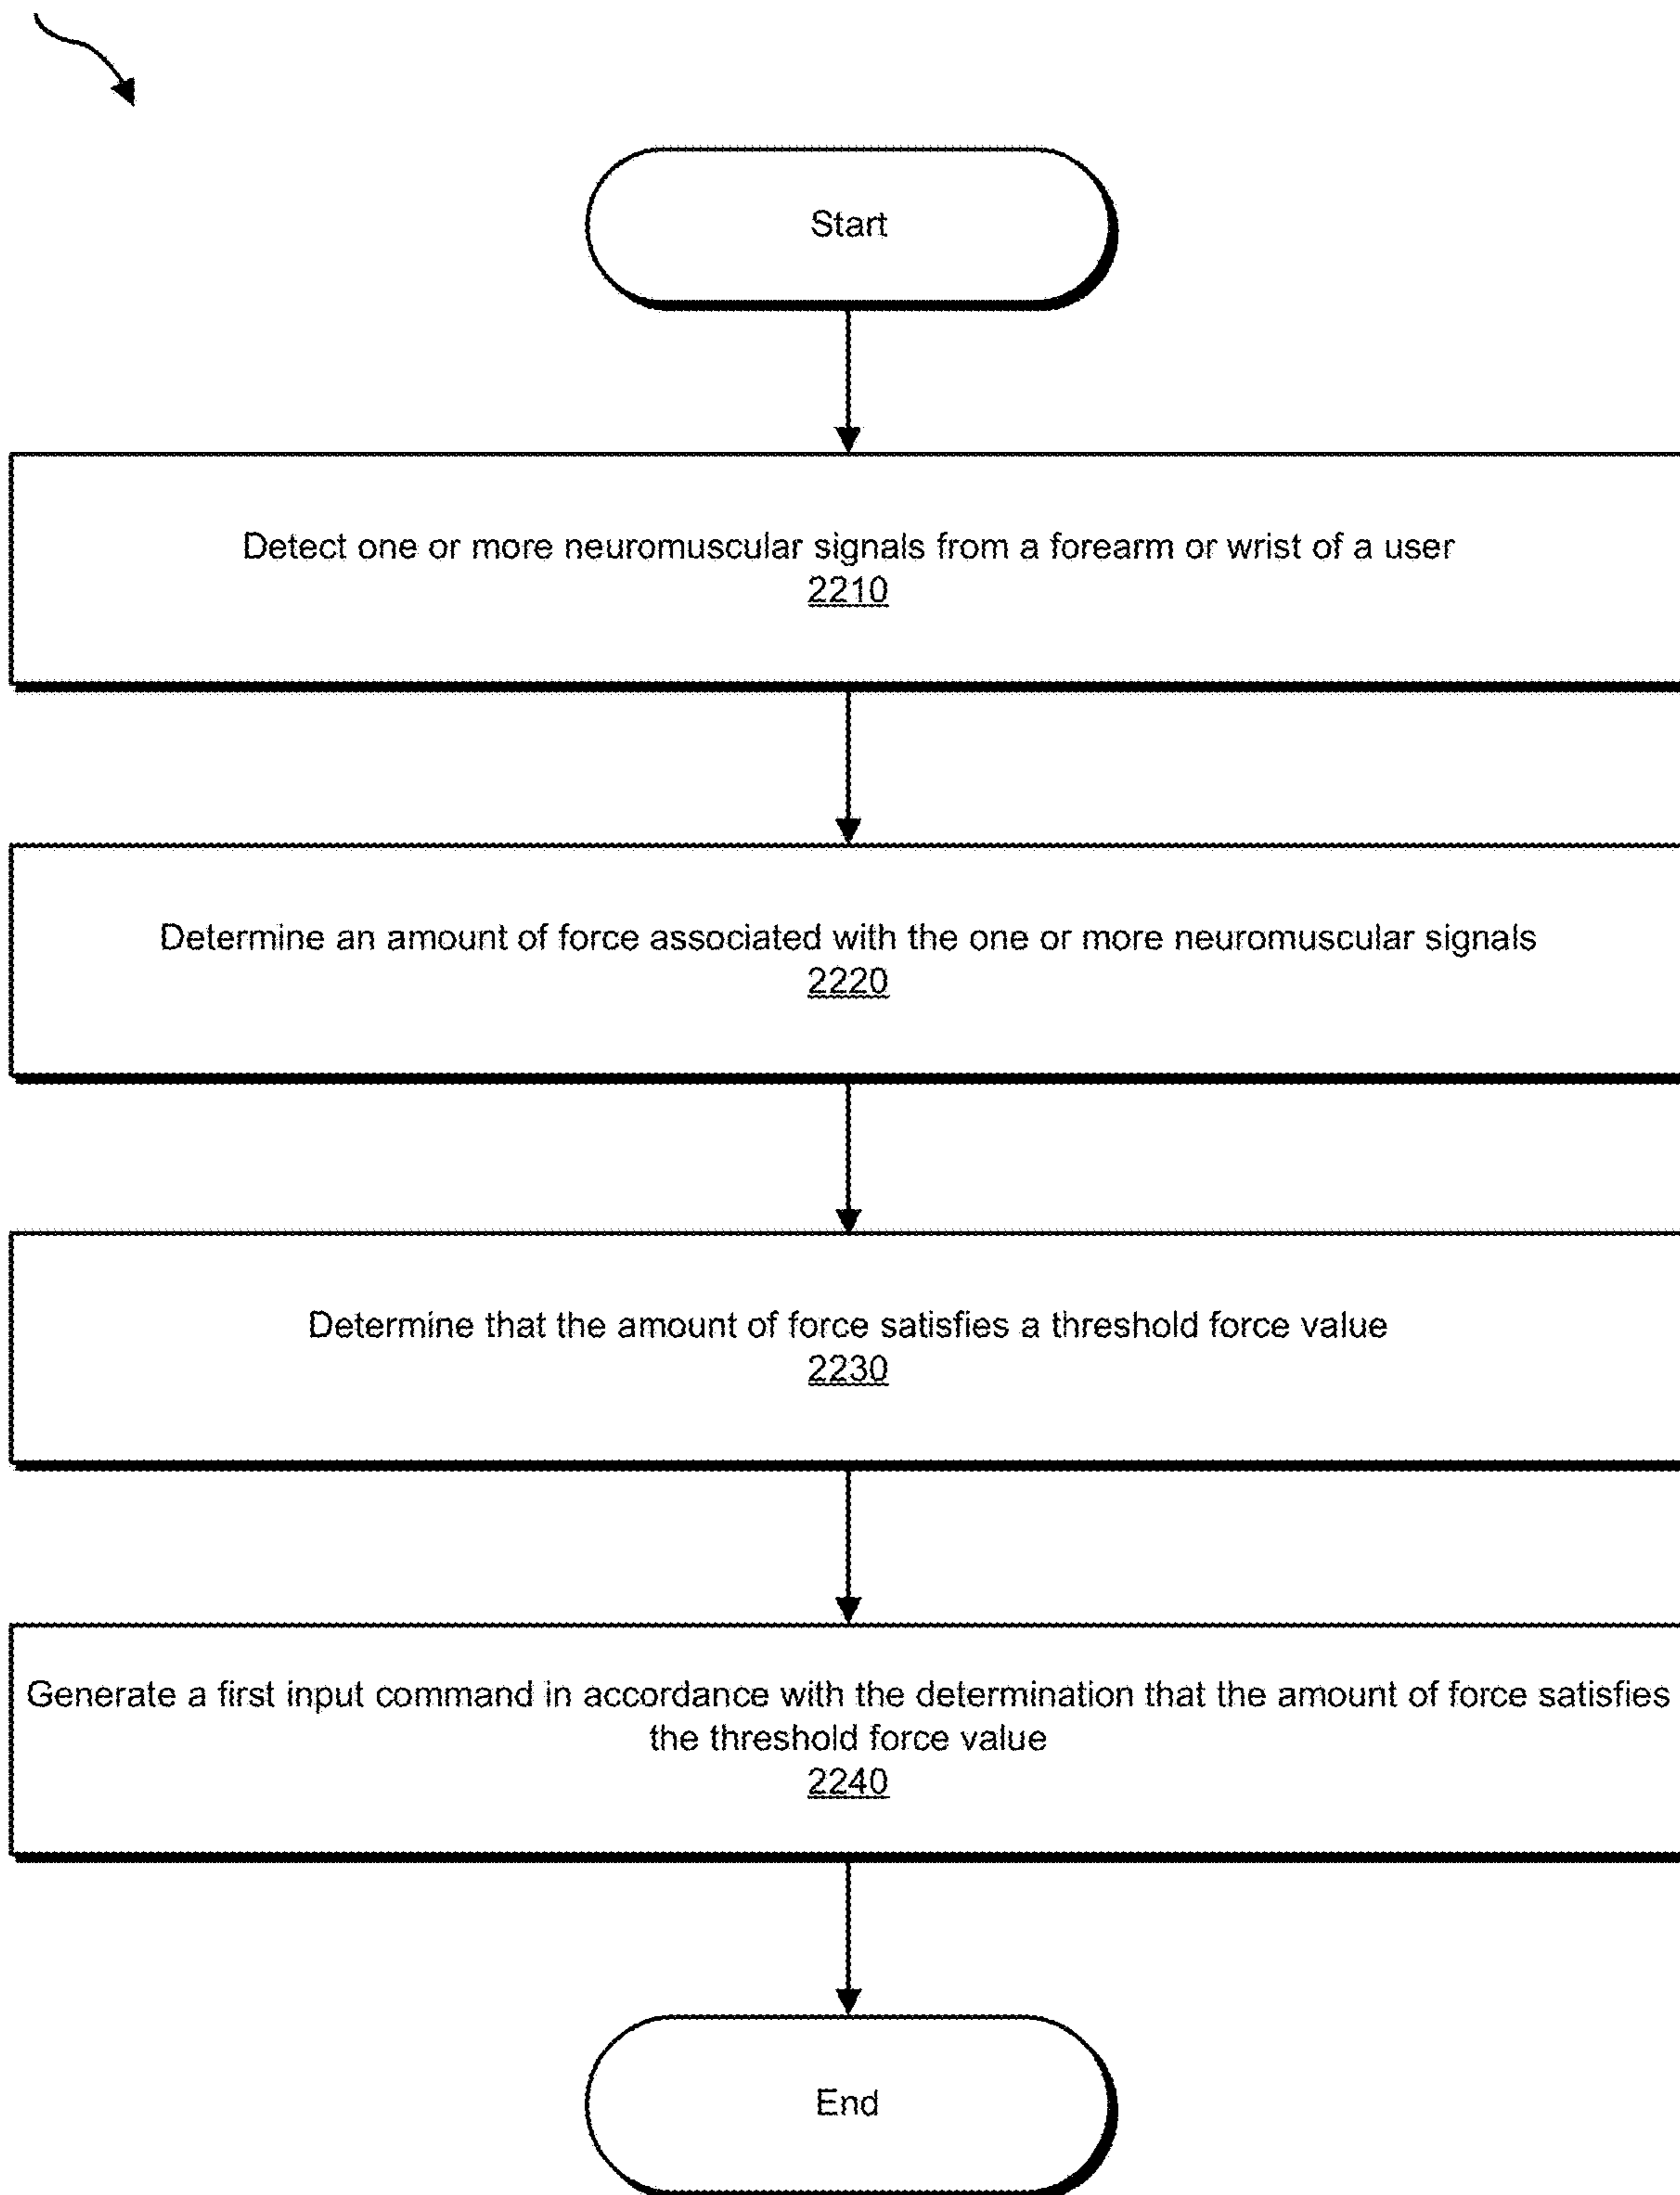 Start
Detect one or more neuromuscular signals from a forearm or wrist of a user
2210
Determine an amount of force associated with the one or more neuromuscular signals
2220
Determine that the amount of force satisfies a threshold force value
2230
Generate a first input command in accordance with the determination that the amount of force satisfies
the threshold force value
2240
End